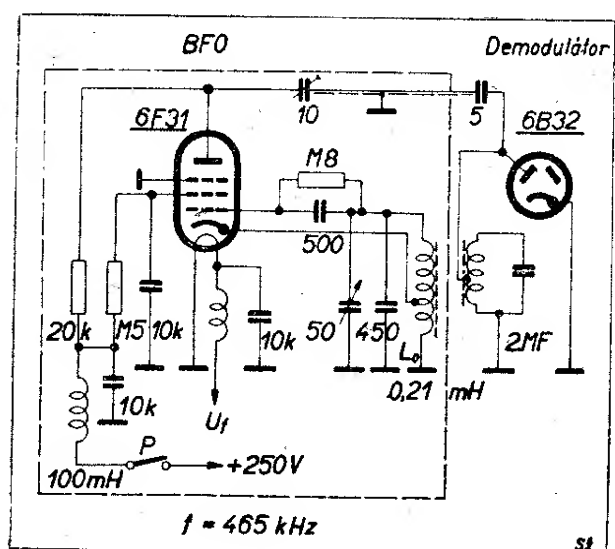 BFO
Demodulátor
10
5
6F31
6B32
M8
500
20k
M5
10k
10k
50
450
L₀
0,21 mH
2MF
10k
Uf
P
+250V
100mH
f = 465 kHz
st